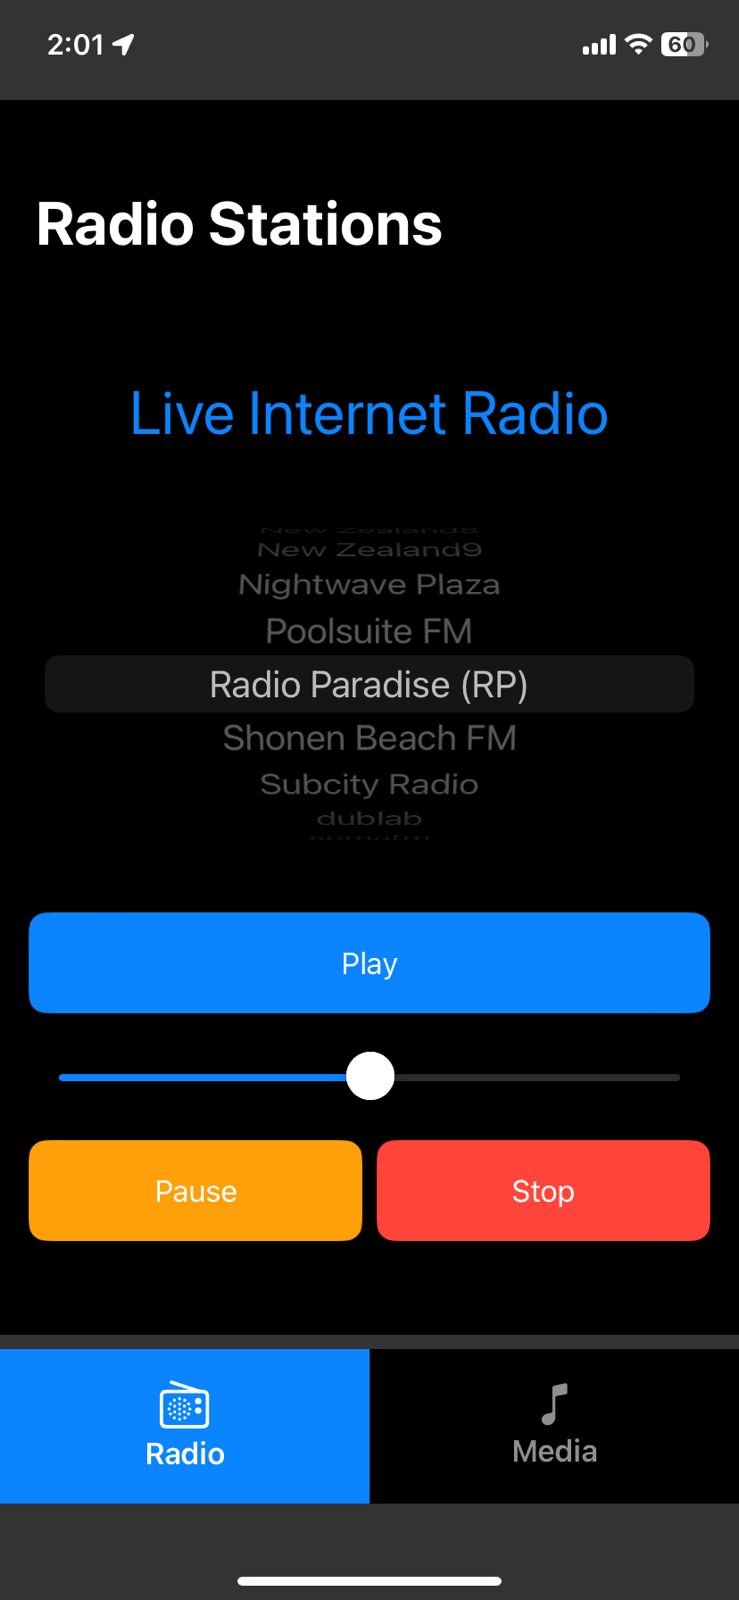 2:01
60
Radio Stations
Live Internet Radio
New Zealand8
New Zealand9
Nightwave Plaza
Poolsuite FM
Radio Paradise (RP)
Shonen Beach FM
Subcity Radio
dublab
somafm
Play
Pause
Stop
Radio
Media